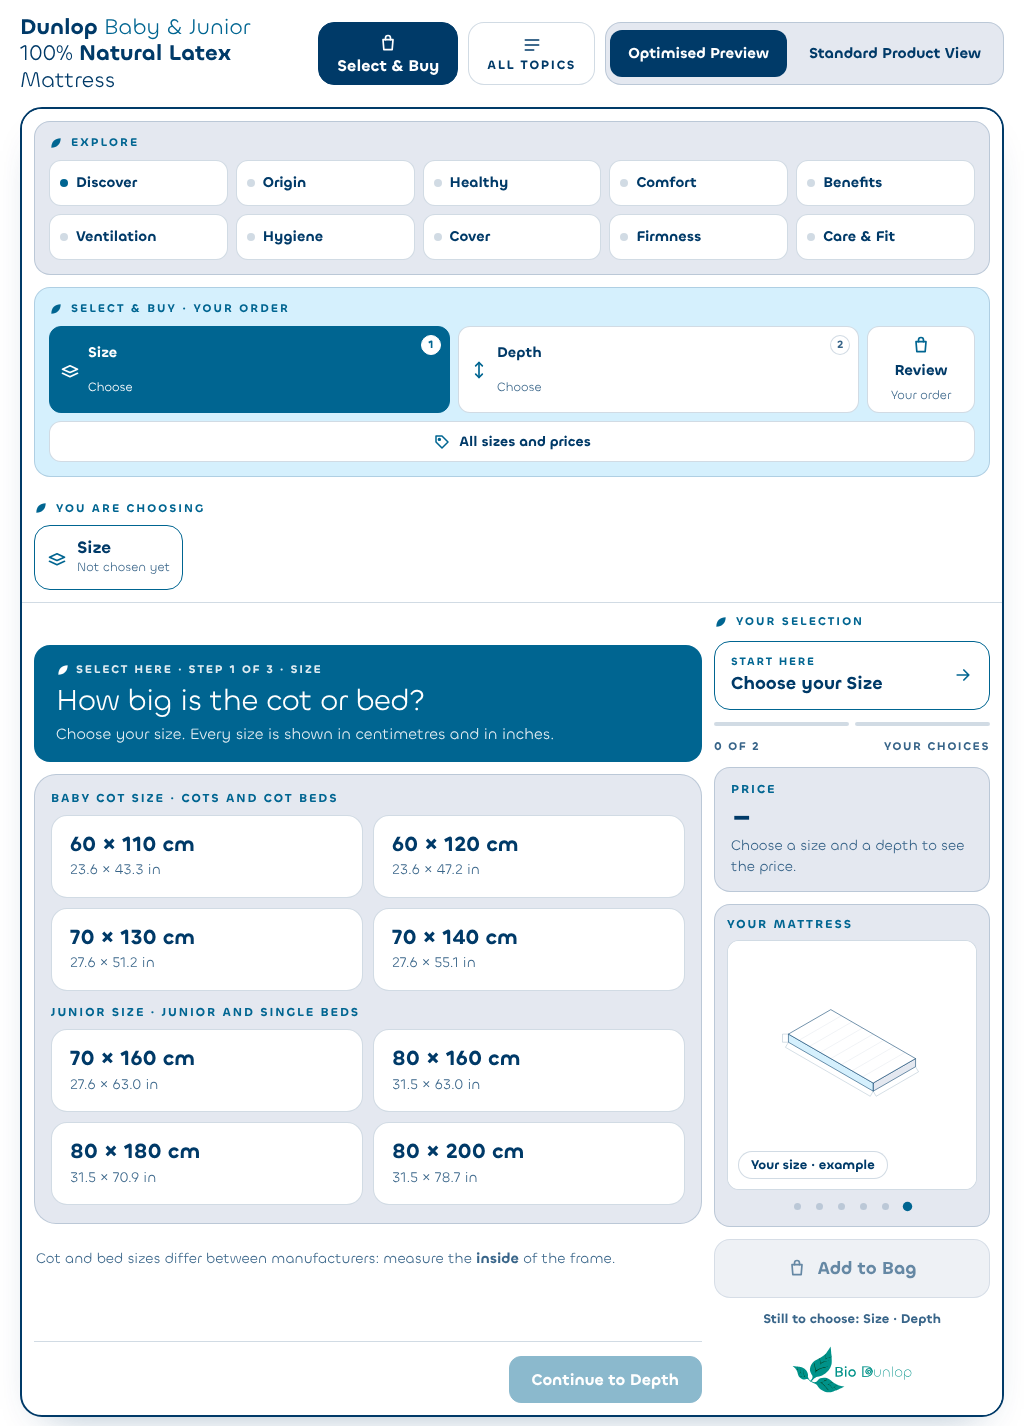 Dunlop Baby & Junior
100% Natural Latex
Mattress
Select & Buy
ALL TOPICS
Optimised Preview
Standard Product View
EXPLORE
Discover
Origin
Healthy
Comfort
Benefits
Ventilation
Hygiene
Cover
Firmness
Care & Fit
SELECT & BUY · YOUR ORDER
Size
1
Choose
Depth
2
Choose
Review
Your order
All sizes and prices
YOU ARE CHOOSING
Size
Not chosen yet
SELECT HERE · STEP 1 OF 3 · SIZE
How big is the cot or bed?
Choose your size. Every size is shown in centimetres and in inches.
BABY COT SIZE · COTS AND COT BEDS
60 × 110 cm
23.6 × 43.3 in
60 × 120 cm
23.6 × 47.2 in
70 × 130 cm
27.6 × 51.2 in
70 × 140 cm
27.6 × 55.1 in
JUNIOR SIZE · JUNIOR AND SINGLE BEDS
70 × 160 cm
27.6 × 63.0 in
80 × 160 cm
31.5 × 63.0 in
80 × 180 cm
31.5 × 70.9 in
80 × 200 cm
31.5 × 78.7 in
Cot and bed sizes differ between manufacturers: measure the inside of the frame.
Continue to Depth
YOUR SELECTION
START HERE
Choose your Size
0 OF 2
YOUR CHOICES
PRICE
–
Choose a size and a depth to see
the price.
YOUR MATTRESS
Your size · example
Add to Bag
Still to choose: Size · Depth
Bio Dunlop